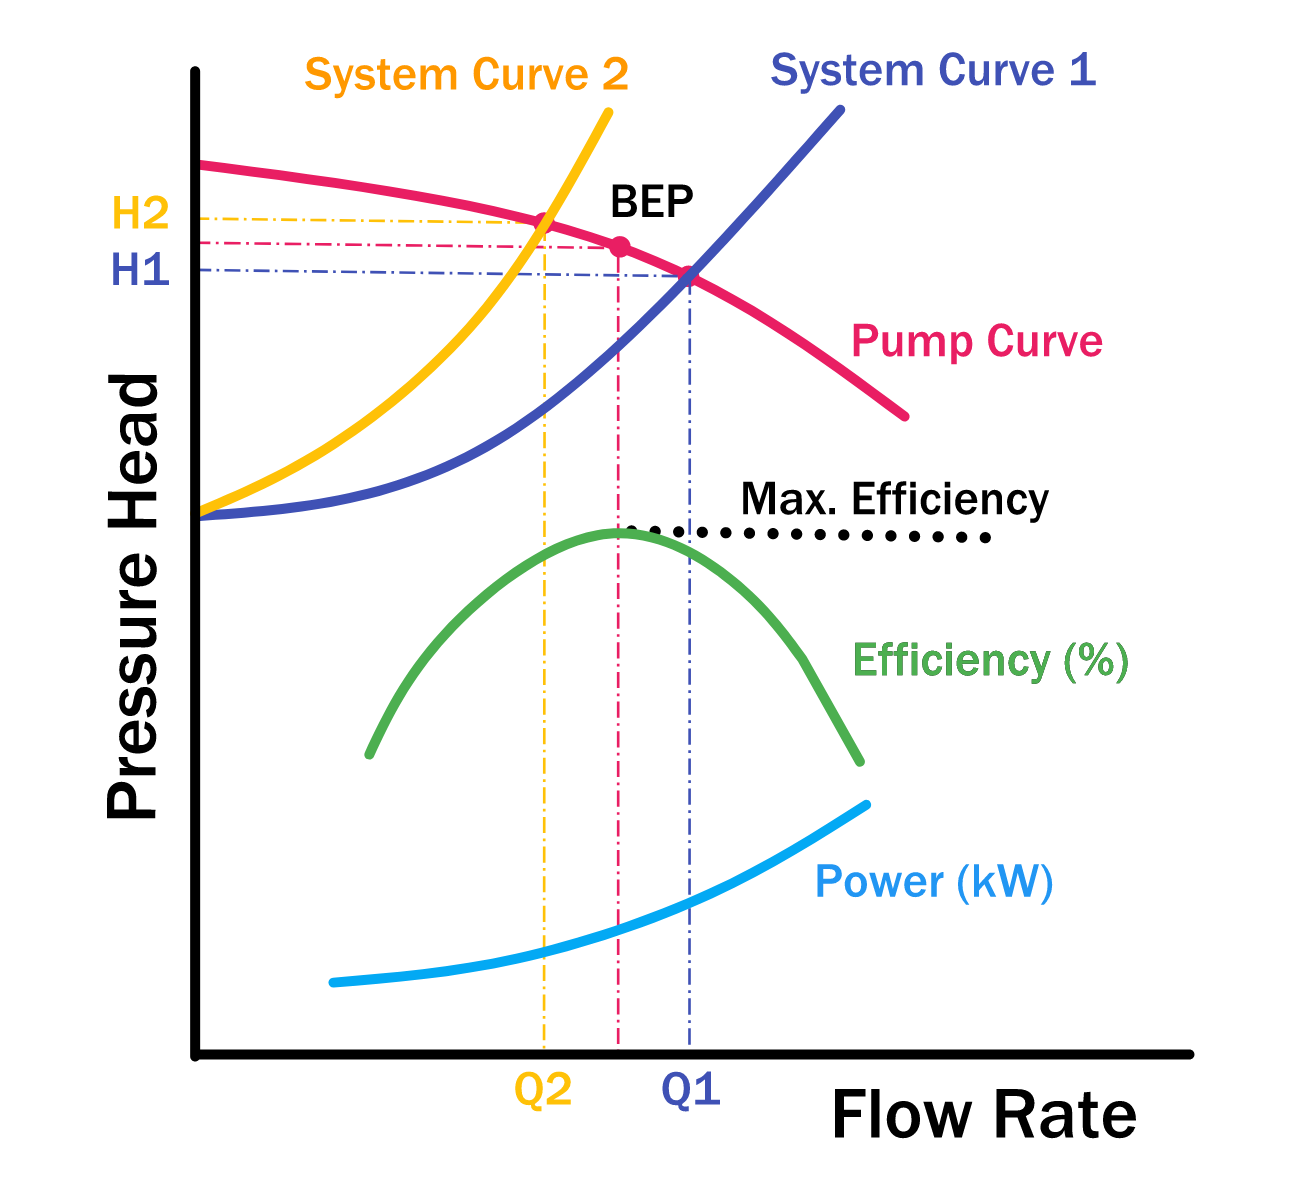 System Curve 2
System Curve 1
H2
BEP
H1
Pump Curve
Pressure Head
Max. Efficiency
Efficiency (%)
Power (kW)
Q2
Q1
Flow Rate